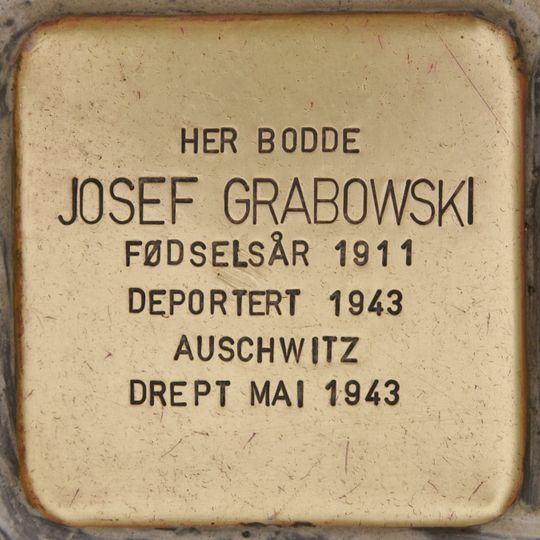 HER BODDE
JOSEF GRABOWSKI
FØDSELSÅR 1911
DEPORTERT 1943
AUSCHWITZ
DREPT MAI 1943